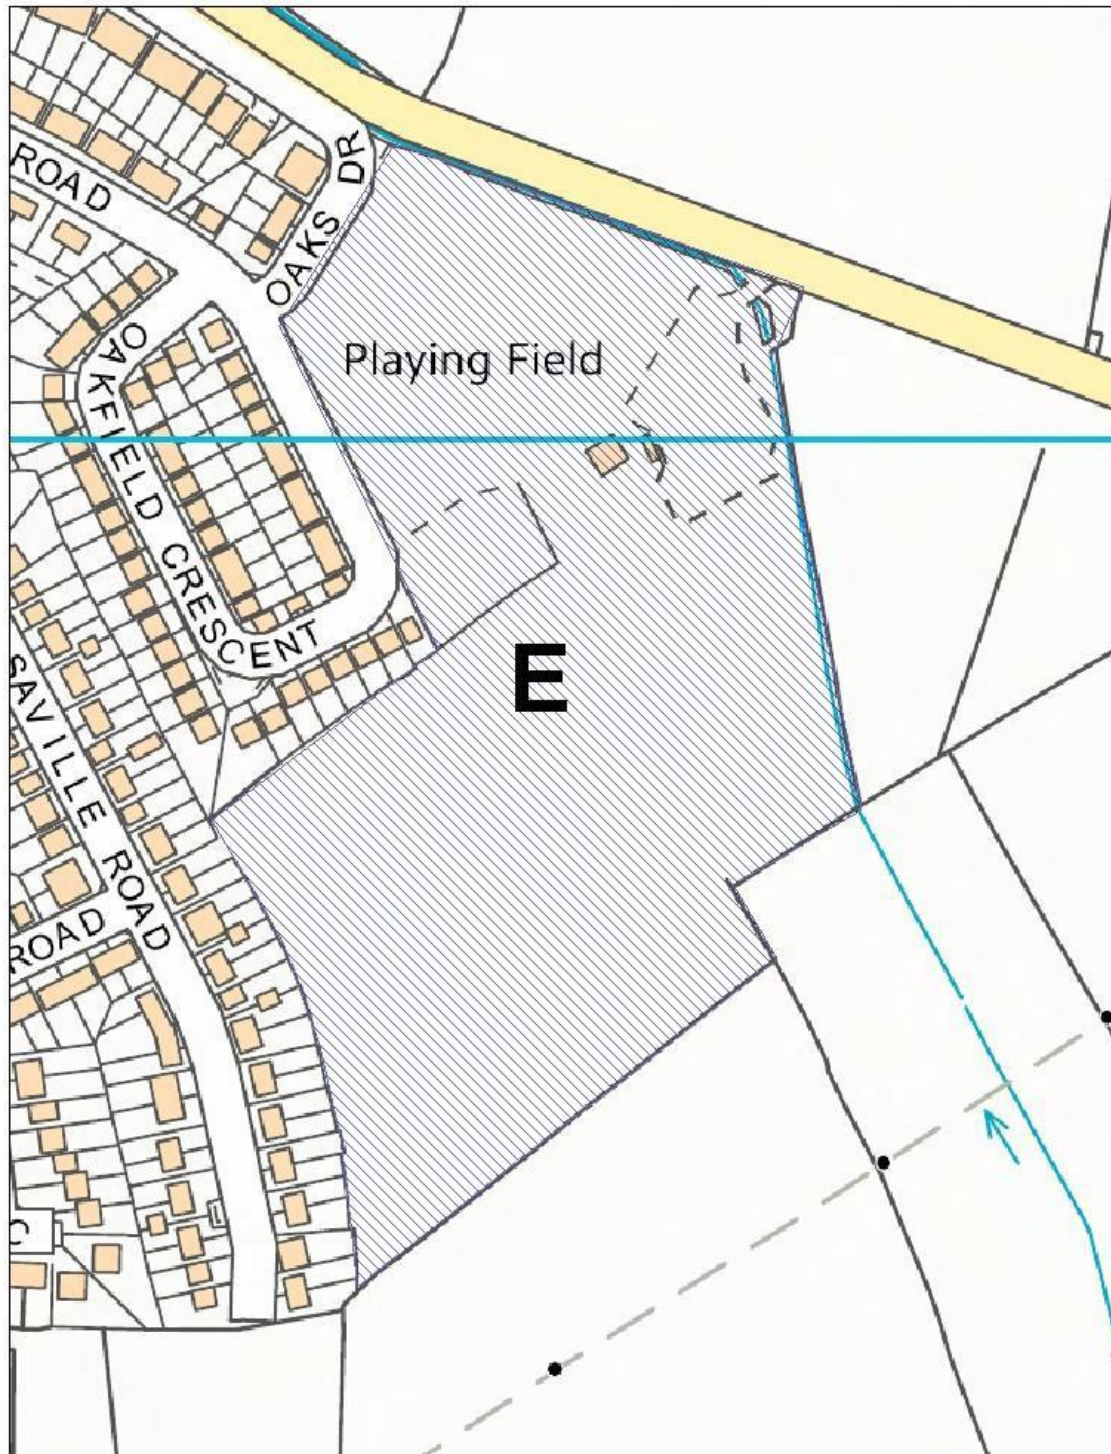 ROAD
OAKS DR
Playing Field
OAKFIELD CRESCENT
E
SAVILLE ROAD
ROAD
C